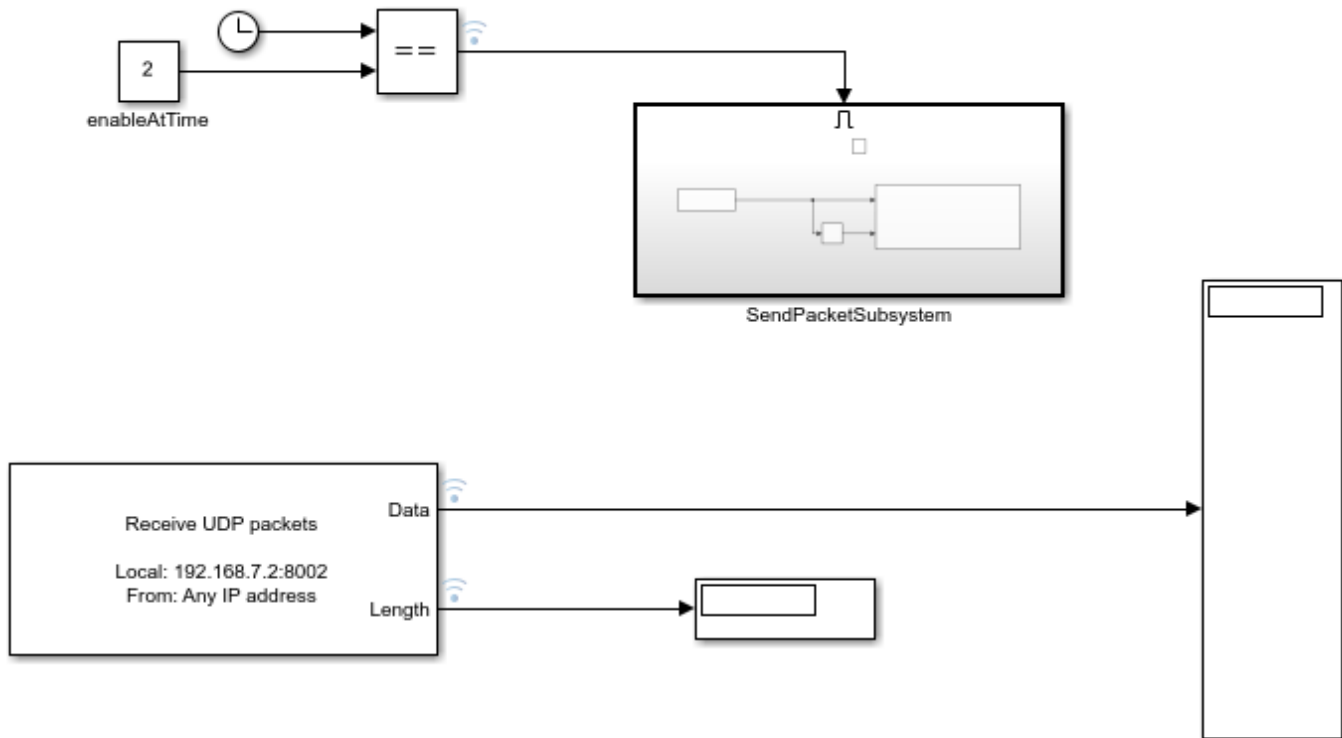 ==
2
enableAtTime
SendPacketSubsystem
Receive UDP packets
Data
Local: 192.168.7.2:8002
From: Any IP address
Length